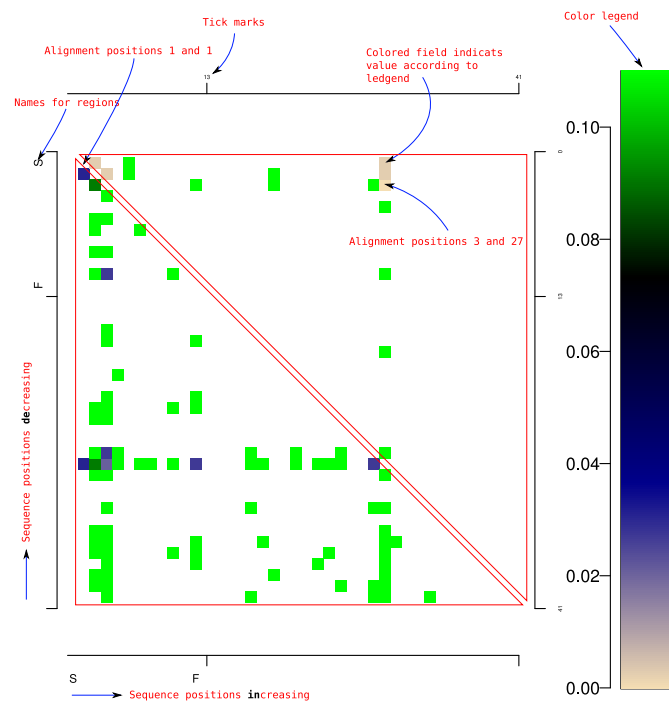 Color legend
Tick marks
Alignment positions 1 and 1
Colored field indicats
value according to
ledgend
13
41
Names for regions
0.10
S
0
Alignment positions 3 and 27
0.08
F
13
0.06
Sequence positions decreasing
0.04
0.02
41
0.00
S
F
Sequence positions increasing